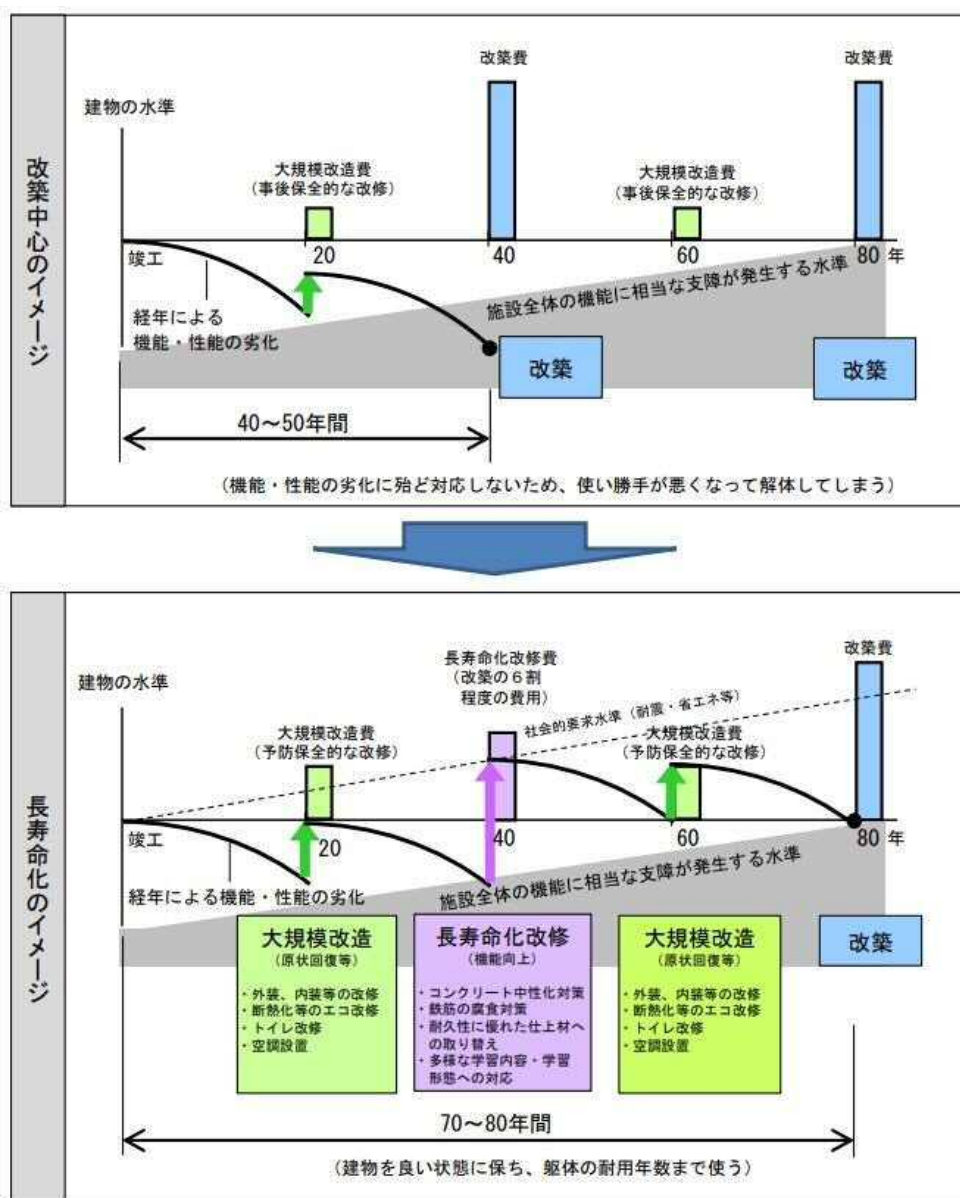 改築中心のイメージ
建物の水準
改築費
改築費
大規模改造費
（事後保全的な改修）
大規模改造費
（事後保全的な改修）
竣工
20
40
60
80 年
経年による
機能・性能の劣化
施設全体の機能に相当な支障が発生する水準
改築
改築
40～50年間
（機能・性能の劣化に殆ど対応しないため、使い勝手が悪くなって解体してしまう）
長寿命化のイメージ
建物の水準
長寿命化改修費
（改築の６割
程度の費用）
改築費
社会的要求水準（耐震・省エネ等）
大規模改造費
（予防保全的な改修）
大規模改造費
（予防保全的な改修）
竣工
20
40
60
80 年
経年による機能・性能の劣化
施設全体の機能に相当な支障が発生する水準
大規模改造
（原状回復等）
・外装、内装等の改修
・断熱化等のエコ改修
・トイレ改修
・空調設置
長寿命化改修
（機能向上）
・コンクリート中性化対策
・鉄筋の腐食対策
・耐久性に優れた仕上材へ
の取り替え
・多様な学習内容・学習
形態への対応
大規模改造
（原状回復等）
・外装、内装等の改修
・断熱化等のエコ改修
・トイレ改修
・空調設置
改築
70～80年間
（建物を良い状態に保ち、躯体の耐用年数まで使う）